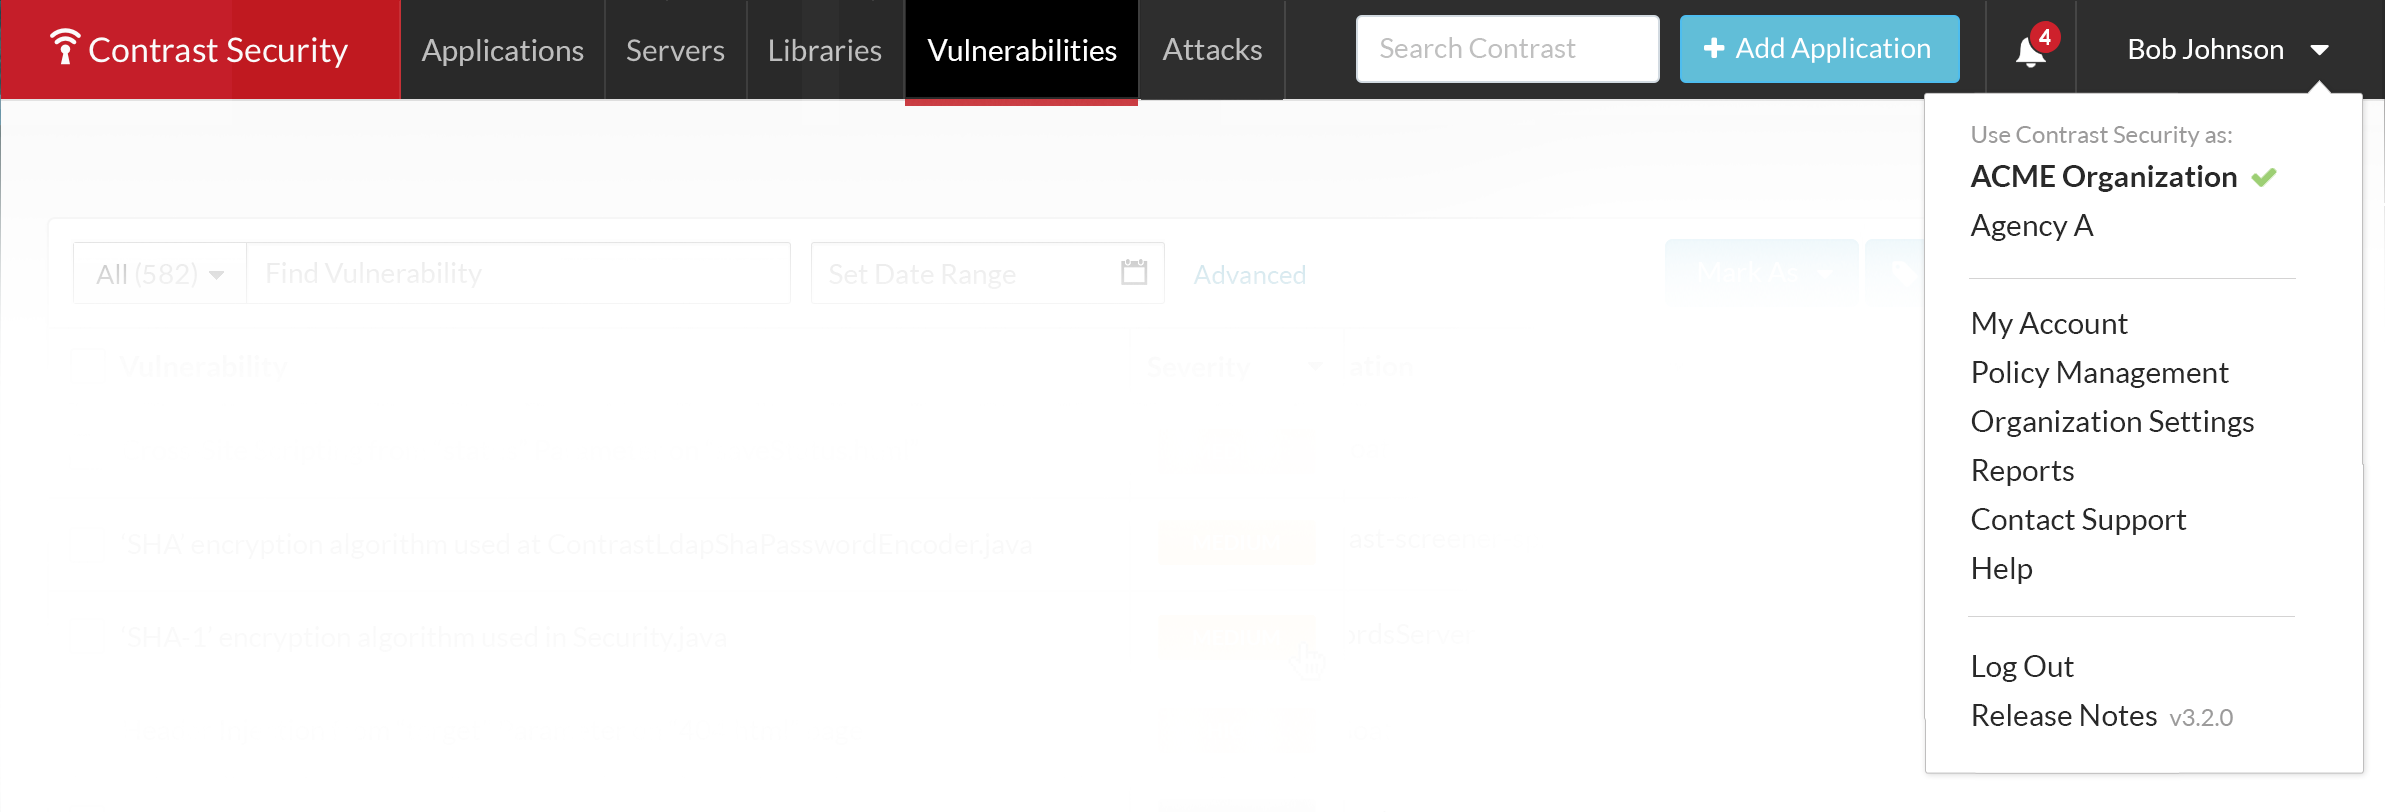 Contrast Security Applications Servers Libraries Vulnerabilities Attacks Search Contrast Add Application 4 Bob Johnson
Use Contrast Security as:
ACME Organization
Agency A
My Account
Policy Management
Organization Settings
Reports
Contact Support
Help
Log Out
Release Notes v3.2.0
All (582) Find Vulnerability Set Date Range Advanced Mark As
Vulnerability Severity ation
'SHA' encryption algorithm used at ContrastLdapShaPasswordEncoder.java MEDIUM ast-screene
'SHA-1' encryption algorithm used in Security.java MEDIUM ordsServer